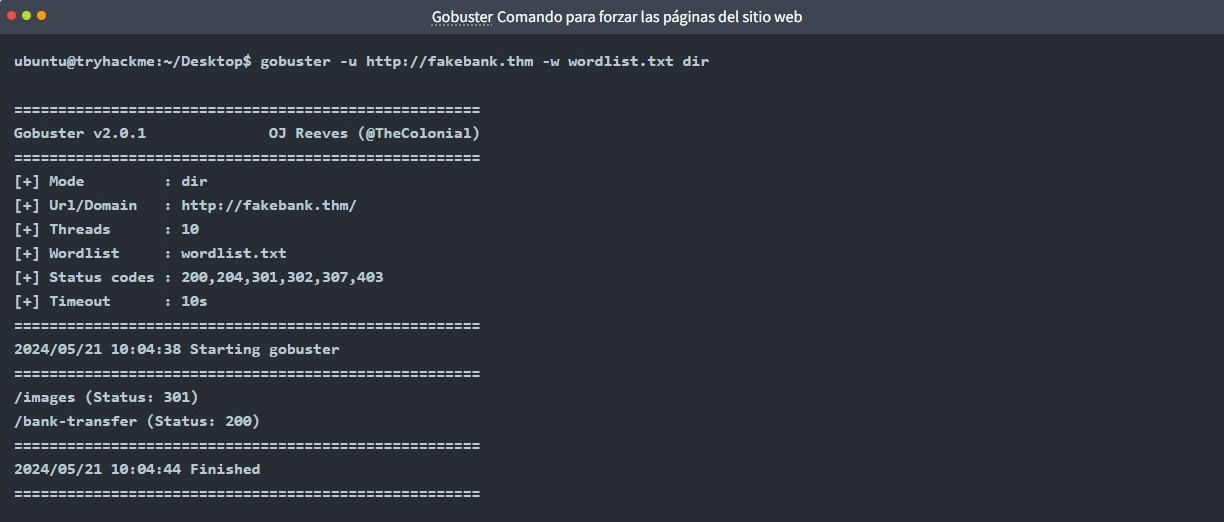 Gobuster Comando para forzar las páginas del sitio web
ubuntu@tryhackme:~/Desktop$ gobuster -u http://fakebank.thm -w wordlist.txt dir
=====================================================
Gobuster v2.0.1              OJ Reeves (@TheColonial)
=====================================================
[+] Mode         : dir
[+] Url/Domain   : http://fakebank.thm/
[+] Threads      : 10
[+] Wordlist     : wordlist.txt
[+] Status codes : 200,204,301,302,307,403
[+] Timeout      : 10s
=====================================================
2024/05/21 10:04:38 Starting gobuster
=====================================================
/images (Status: 301)
/bank-transfer (Status: 200)
=====================================================
2024/05/21 10:04:44 Finished
=====================================================